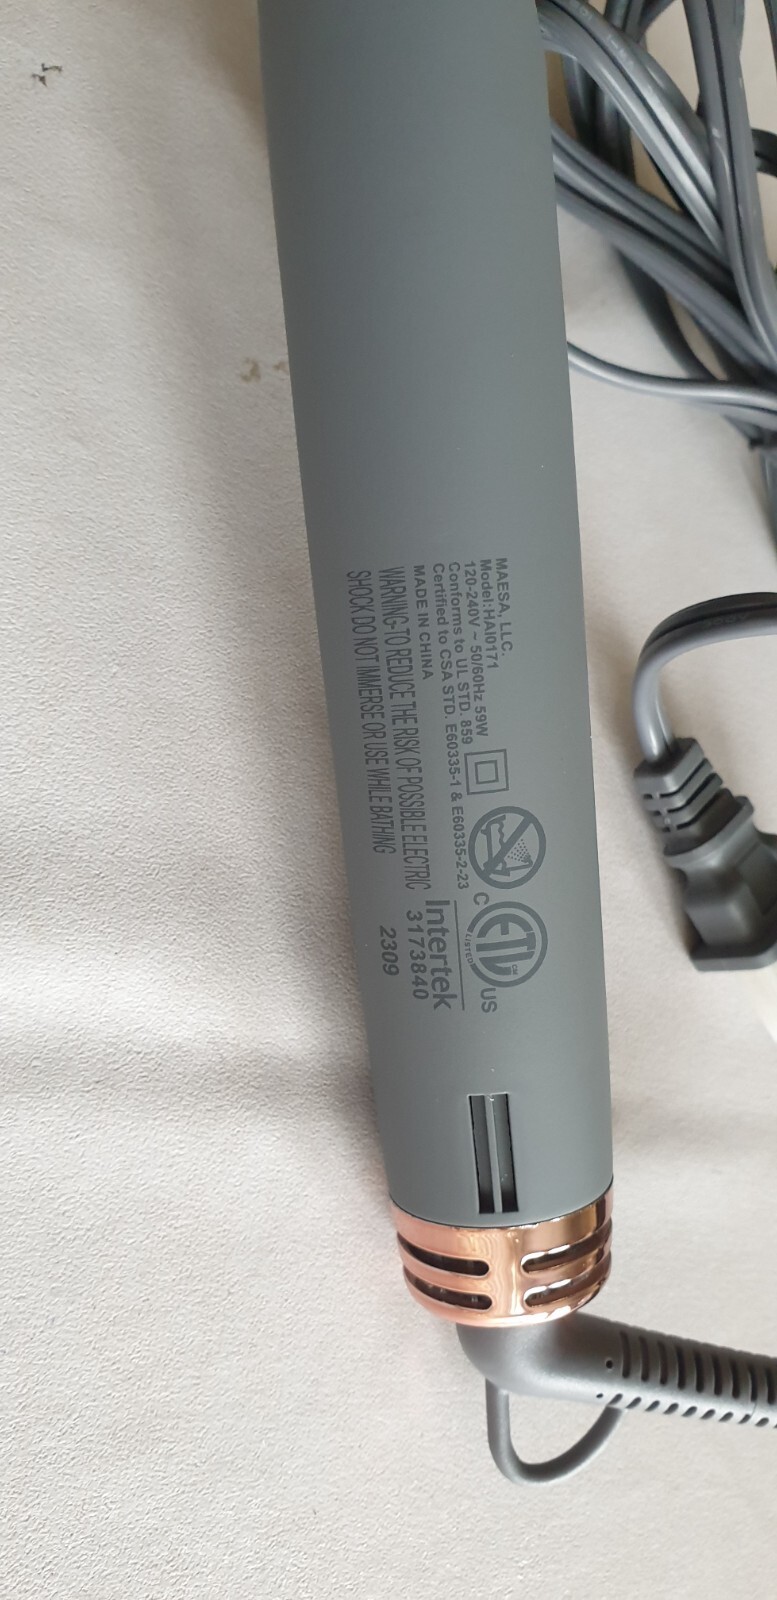 MAESA, LLC.
Model:HAI0171
120-240V ~ 50/60Hz 59W
Conforms to UL STD. 859
Certified to CSA STD. E60335-1 & E60335-2-23
MADE IN CHINA
WARNING-TO REDUCE THE RISK OF POSSIBLE ELECTRIC
SHOCK DO NOT IMMERSE OR USE WHILE BATHING
C ETL CM US
LISTED
Intertek
3173840
2309